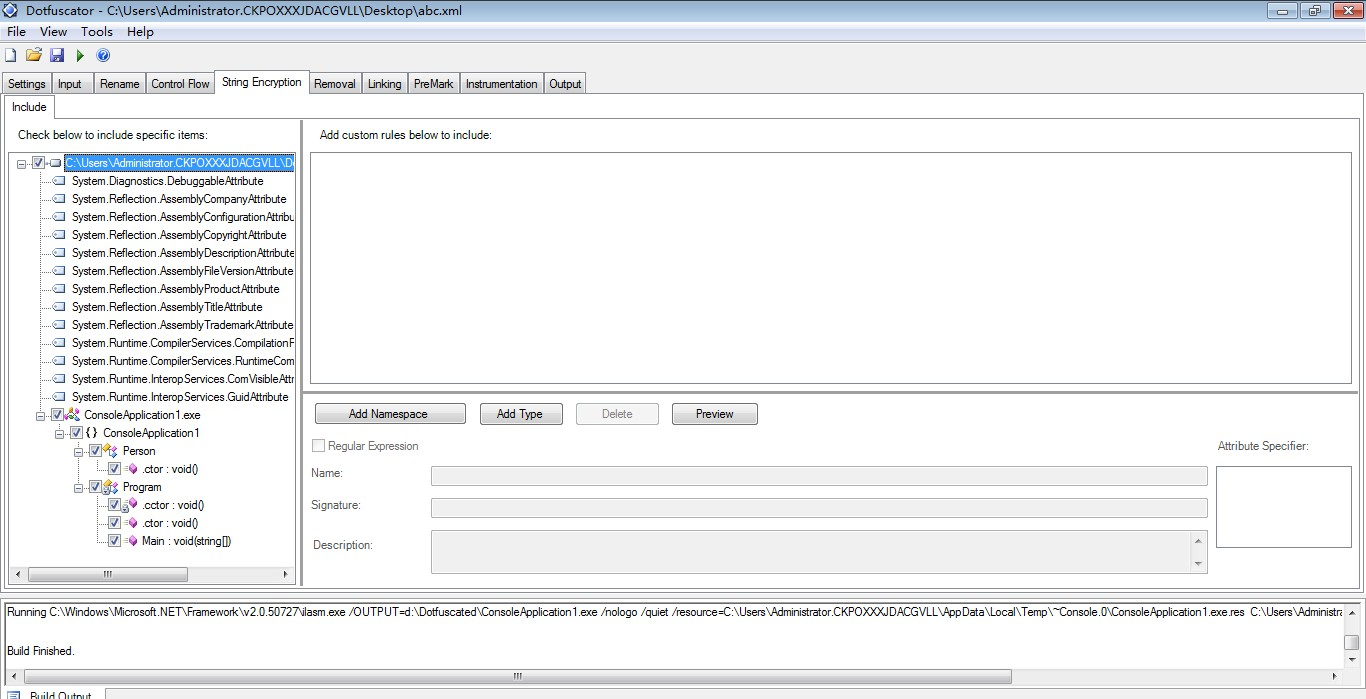 Dotfuscator - C:\Users\Administrator.CKPOXXXJDACGVLL\Desktop\abc.xml
File View Tools Help
Settings Input Rename Control Flow String Encryption Removal Linking PreMark Instrumentation Output
Include
Check below to include specific items:
C:\Users\Administrator.CKPOXXXJDACGVLL\De
System.Diagnostics.DebuggableAttribute
System.Reflection.AssemblyCompanyAttribute
System.Reflection.AssemblyConfigurationAttribu
System.Reflection.AssemblyCopyrightAttribute
System.Reflection.AssemblyDescriptionAttribute
System.Reflection.AssemblyFileVersionAttribute
System.Reflection.AssemblyProductAttribute
System.Reflection.AssemblyTitleAttribute
System.Reflection.AssemblyTrademarkAttribute
System.Runtime.CompilerServices.CompilationF
System.Runtime.CompilerServices.RuntimeCom
System.Runtime.InteropServices.ComVisibleAttr
System.Runtime.InteropServices.GuidAttribute
ConsoleApplication1.exe
{} ConsoleApplication1
Person
.ctor : void()
Program
.cctor : void()
.ctor : void()
Main : void(string[])
Add custom rules below to include:
Add Namespace Add Type Delete Preview
Regular Expression
Attribute Specifier:
Name:
Signature:
Description:
Running C:\Windows\Microsoft.NET\Framework\v2.0.50727\ilasm.exe /OUTPUT=d:\Dotfuscated\ConsoleApplication1.exe /nologo /quiet /resource=C:\Users\Administrator.CKPOXXXJDACGVLL\AppData\Local\Temp\~Console.0\ConsoleApplication1.exe.res C:\Users\Administra
Build Finished.
Build Output